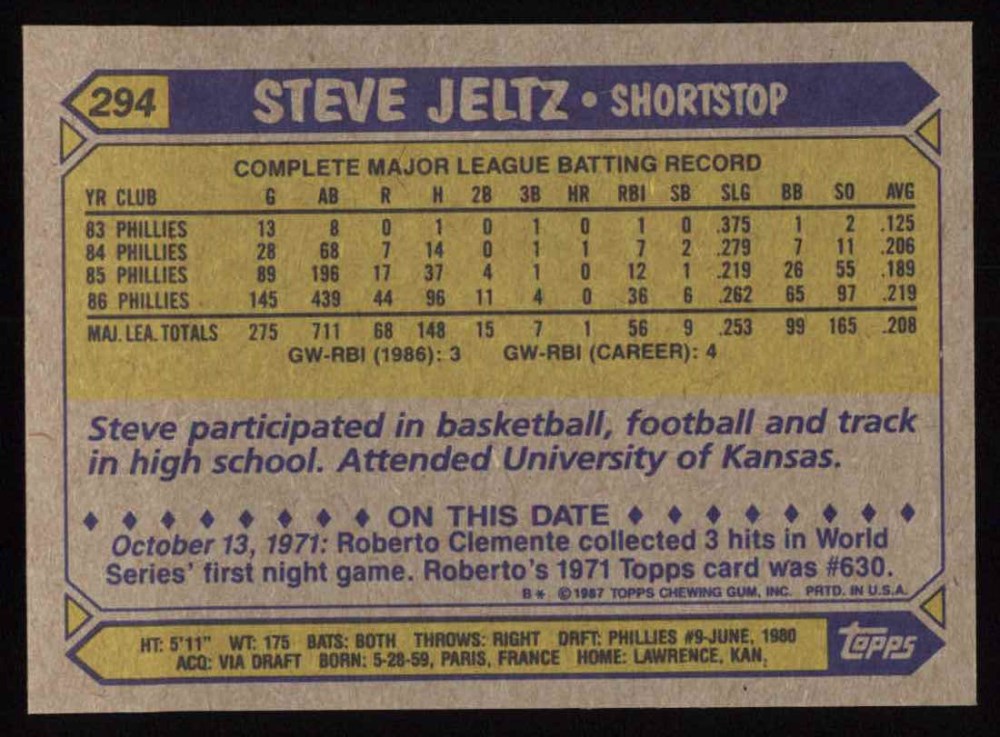 294 STEVE JELTZ • SHORTSTOP
COMPLETE MAJOR LEAGUE BATTING RECORD
YR CLUB G AB R H 2B 3B HR RBI SB SLG BB SO AVG
83 PHILLIES 13 8 0 1 0 1 0 1 0 .375 1 2 .125
84 PHILLIES 28 68 7 14 0 1 1 7 2 .279 7 11 .206
85 PHILLIES 89 196 17 37 4 1 0 12 1 .219 26 55 .189
86 PHILLIES 145 439 44 96 11 4 0 36 6 .262 65 97 .219
MAJ. LEA. TOTALS 275 711 68 148 15 7 1 56 9 .253 99 165 .208
GW-RBI (1986): 3 GW-RBI (CAREER): 4
Steve participated in basketball, football and track
in high school. Attended University of Kansas.
♦ ♦ ♦ ♦ ♦ ♦ ♦ ♦ ON THIS DATE ♦ ♦ ♦ ♦ ♦ ♦ ♦ ♦
October 13, 1971: Roberto Clemente collected 3 hits in World
Series' first night game. Roberto's 1971 Topps card was #630.
B* ©1987 TOPPS CHEWING GUM, INC. PRTD. IN U.S.A.
HT: 5'11" WT: 175 BATS: BOTH THROWS: RIGHT DRFT: PHILLIES #9-JUNE, 1980
ACQ: VIA DRAFT BORN: 5-28-59, PARIS, FRANCE HOME: LAWRENCE, KAN.
topps